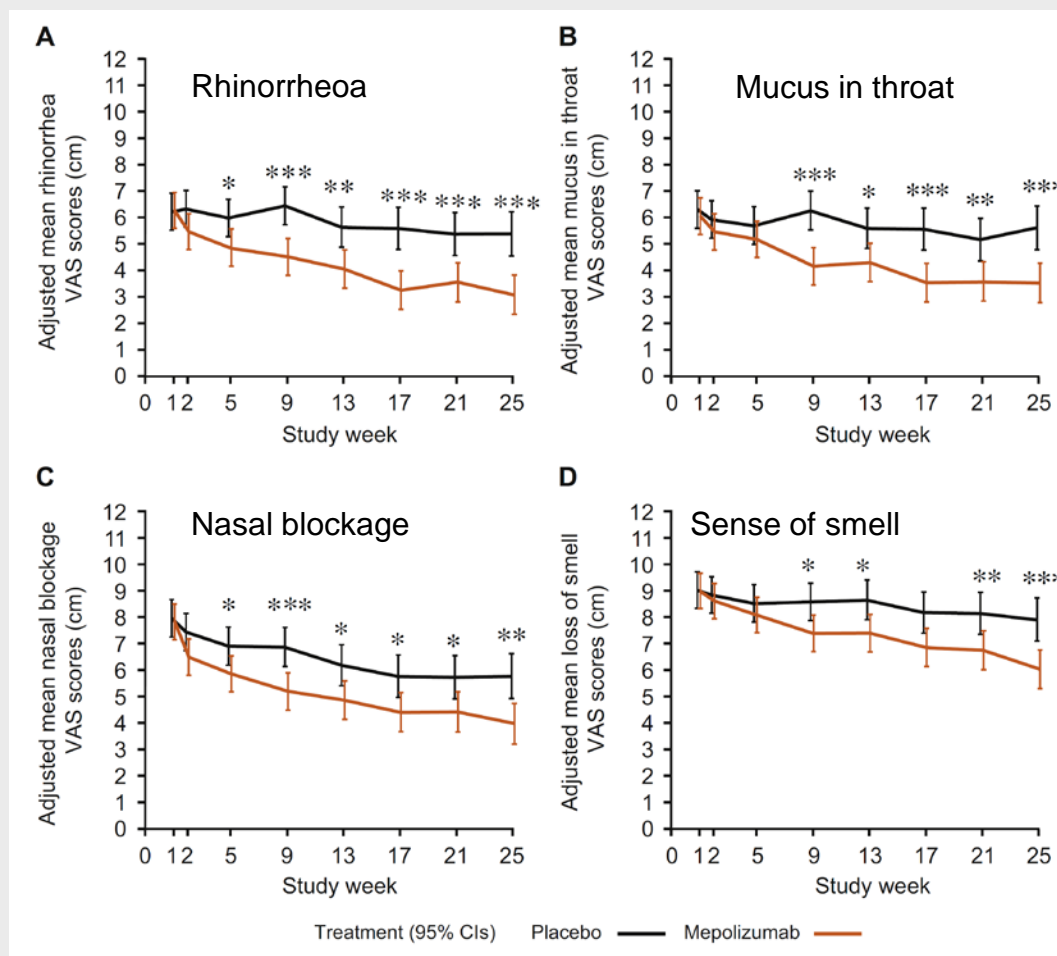 A
Rhinorrheoa
Adjusted mean rhinorrhea
VAS scores (cm)
12
11
10
9
8
7
6
5
4
3
2
1
0
* *** ** *** *** ***
0 1 2 5 9 13 17 21 25
Study week
B
Mucus in throat
Adjusted mean mucus in throat
VAS scores (cm)
12
11
10
9
8
7
6
5
4
3
2
1
0
*** * *** ** ***
0 1 2 5 9 13 17 21 25
Study week
C
Nasal blockage
Adjusted mean nasal blockage
VAS scores (cm)
12
11
10
9
8
7
6
5
4
3
2
1
0
* *** * * * **
0 1 2 5 9 13 17 21 25
Study week
D
Sense of smell
Adjusted mean loss of smell
VAS scores (cm)
12
11
10
9
8
7
6
5
4
3
2
1
0
* * ** ***
0 1 2 5 9 13 17 21 25
Study week
Treatment (95% CIs) Placebo Mepolizumab